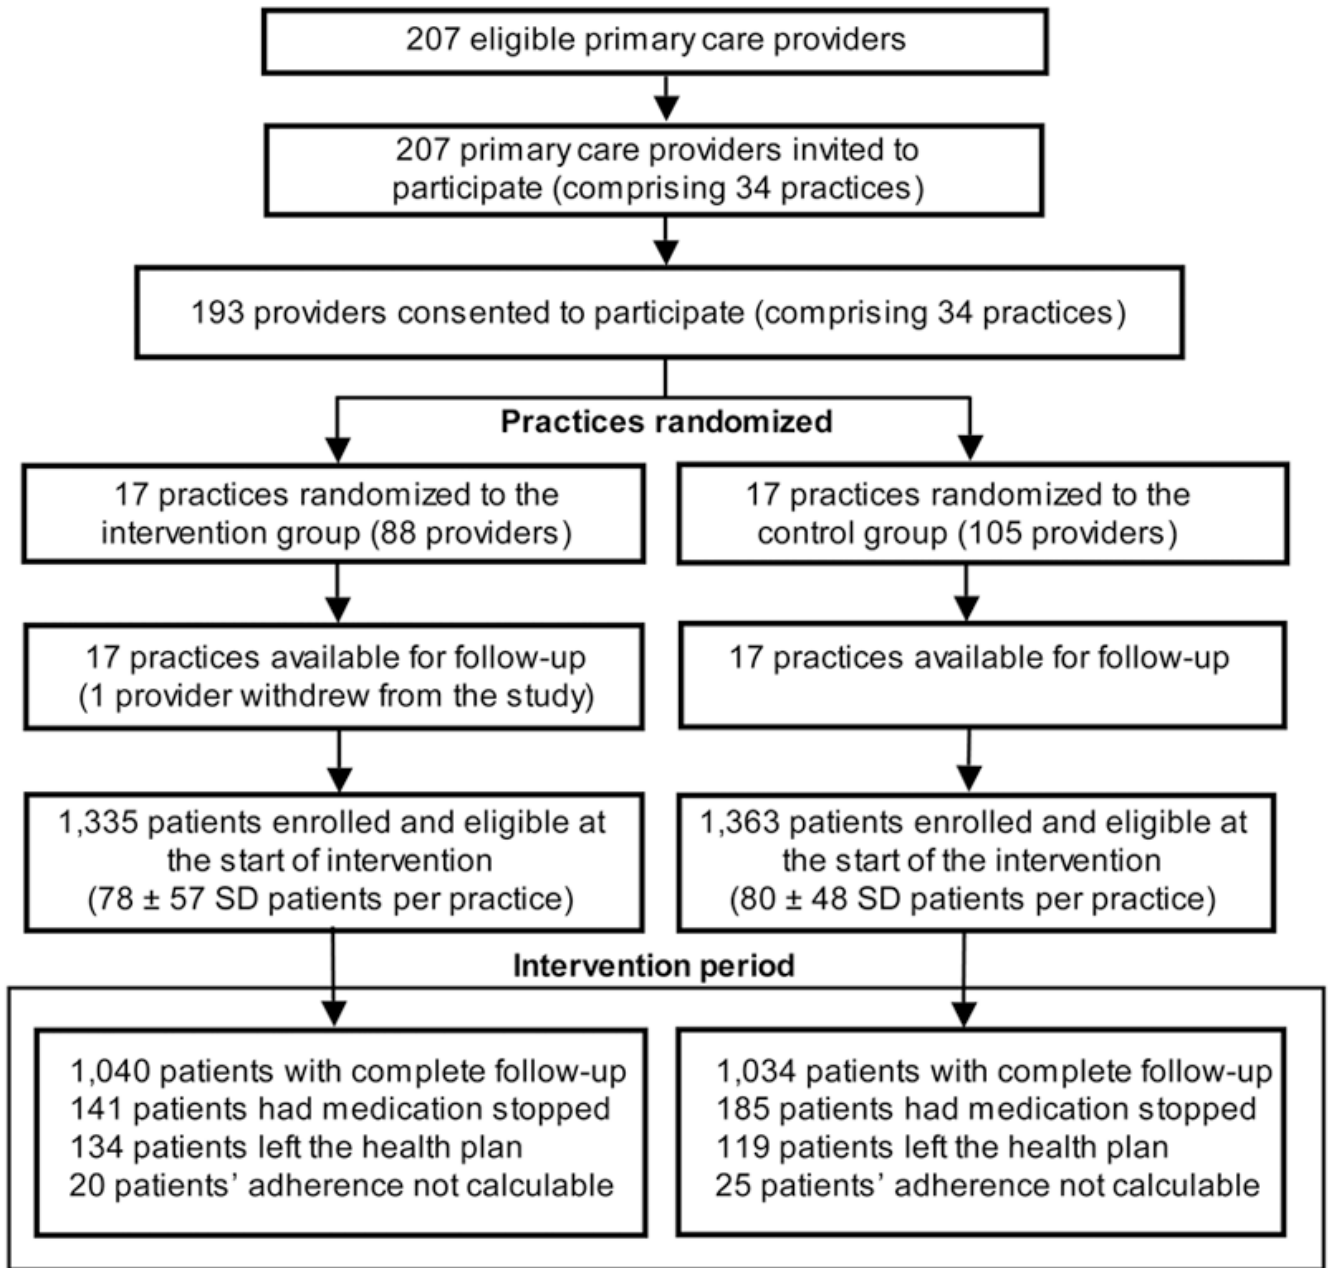 207 eligible primary care providers
207 primary care providers invited to
participate (comprising 34 practices)
193 providers consented to participate (comprising 34 practices)
Practices randomized
17 practices randomized to the
intervention group (88 providers)
17 practices randomized to the
control group (105 providers)
17 practices available for follow-up
(1 provider withdrew from the study)
17 practices available for follow-up
1,335 patients enrolled and eligible at
the start of intervention
(78 ± 57 SD patients per practice)
1,363 patients enrolled and eligible at
the start of the intervention
(80 ± 48 SD patients per practice)
Intervention period
1,040 patients with complete follow-up
141 patients had medication stopped
134 patients left the health plan
20 patients’ adherence not calculable
1,034 patients with complete follow-up
185 patients had medication stopped
119 patients left the health plan
25 patients’ adherence not calculable